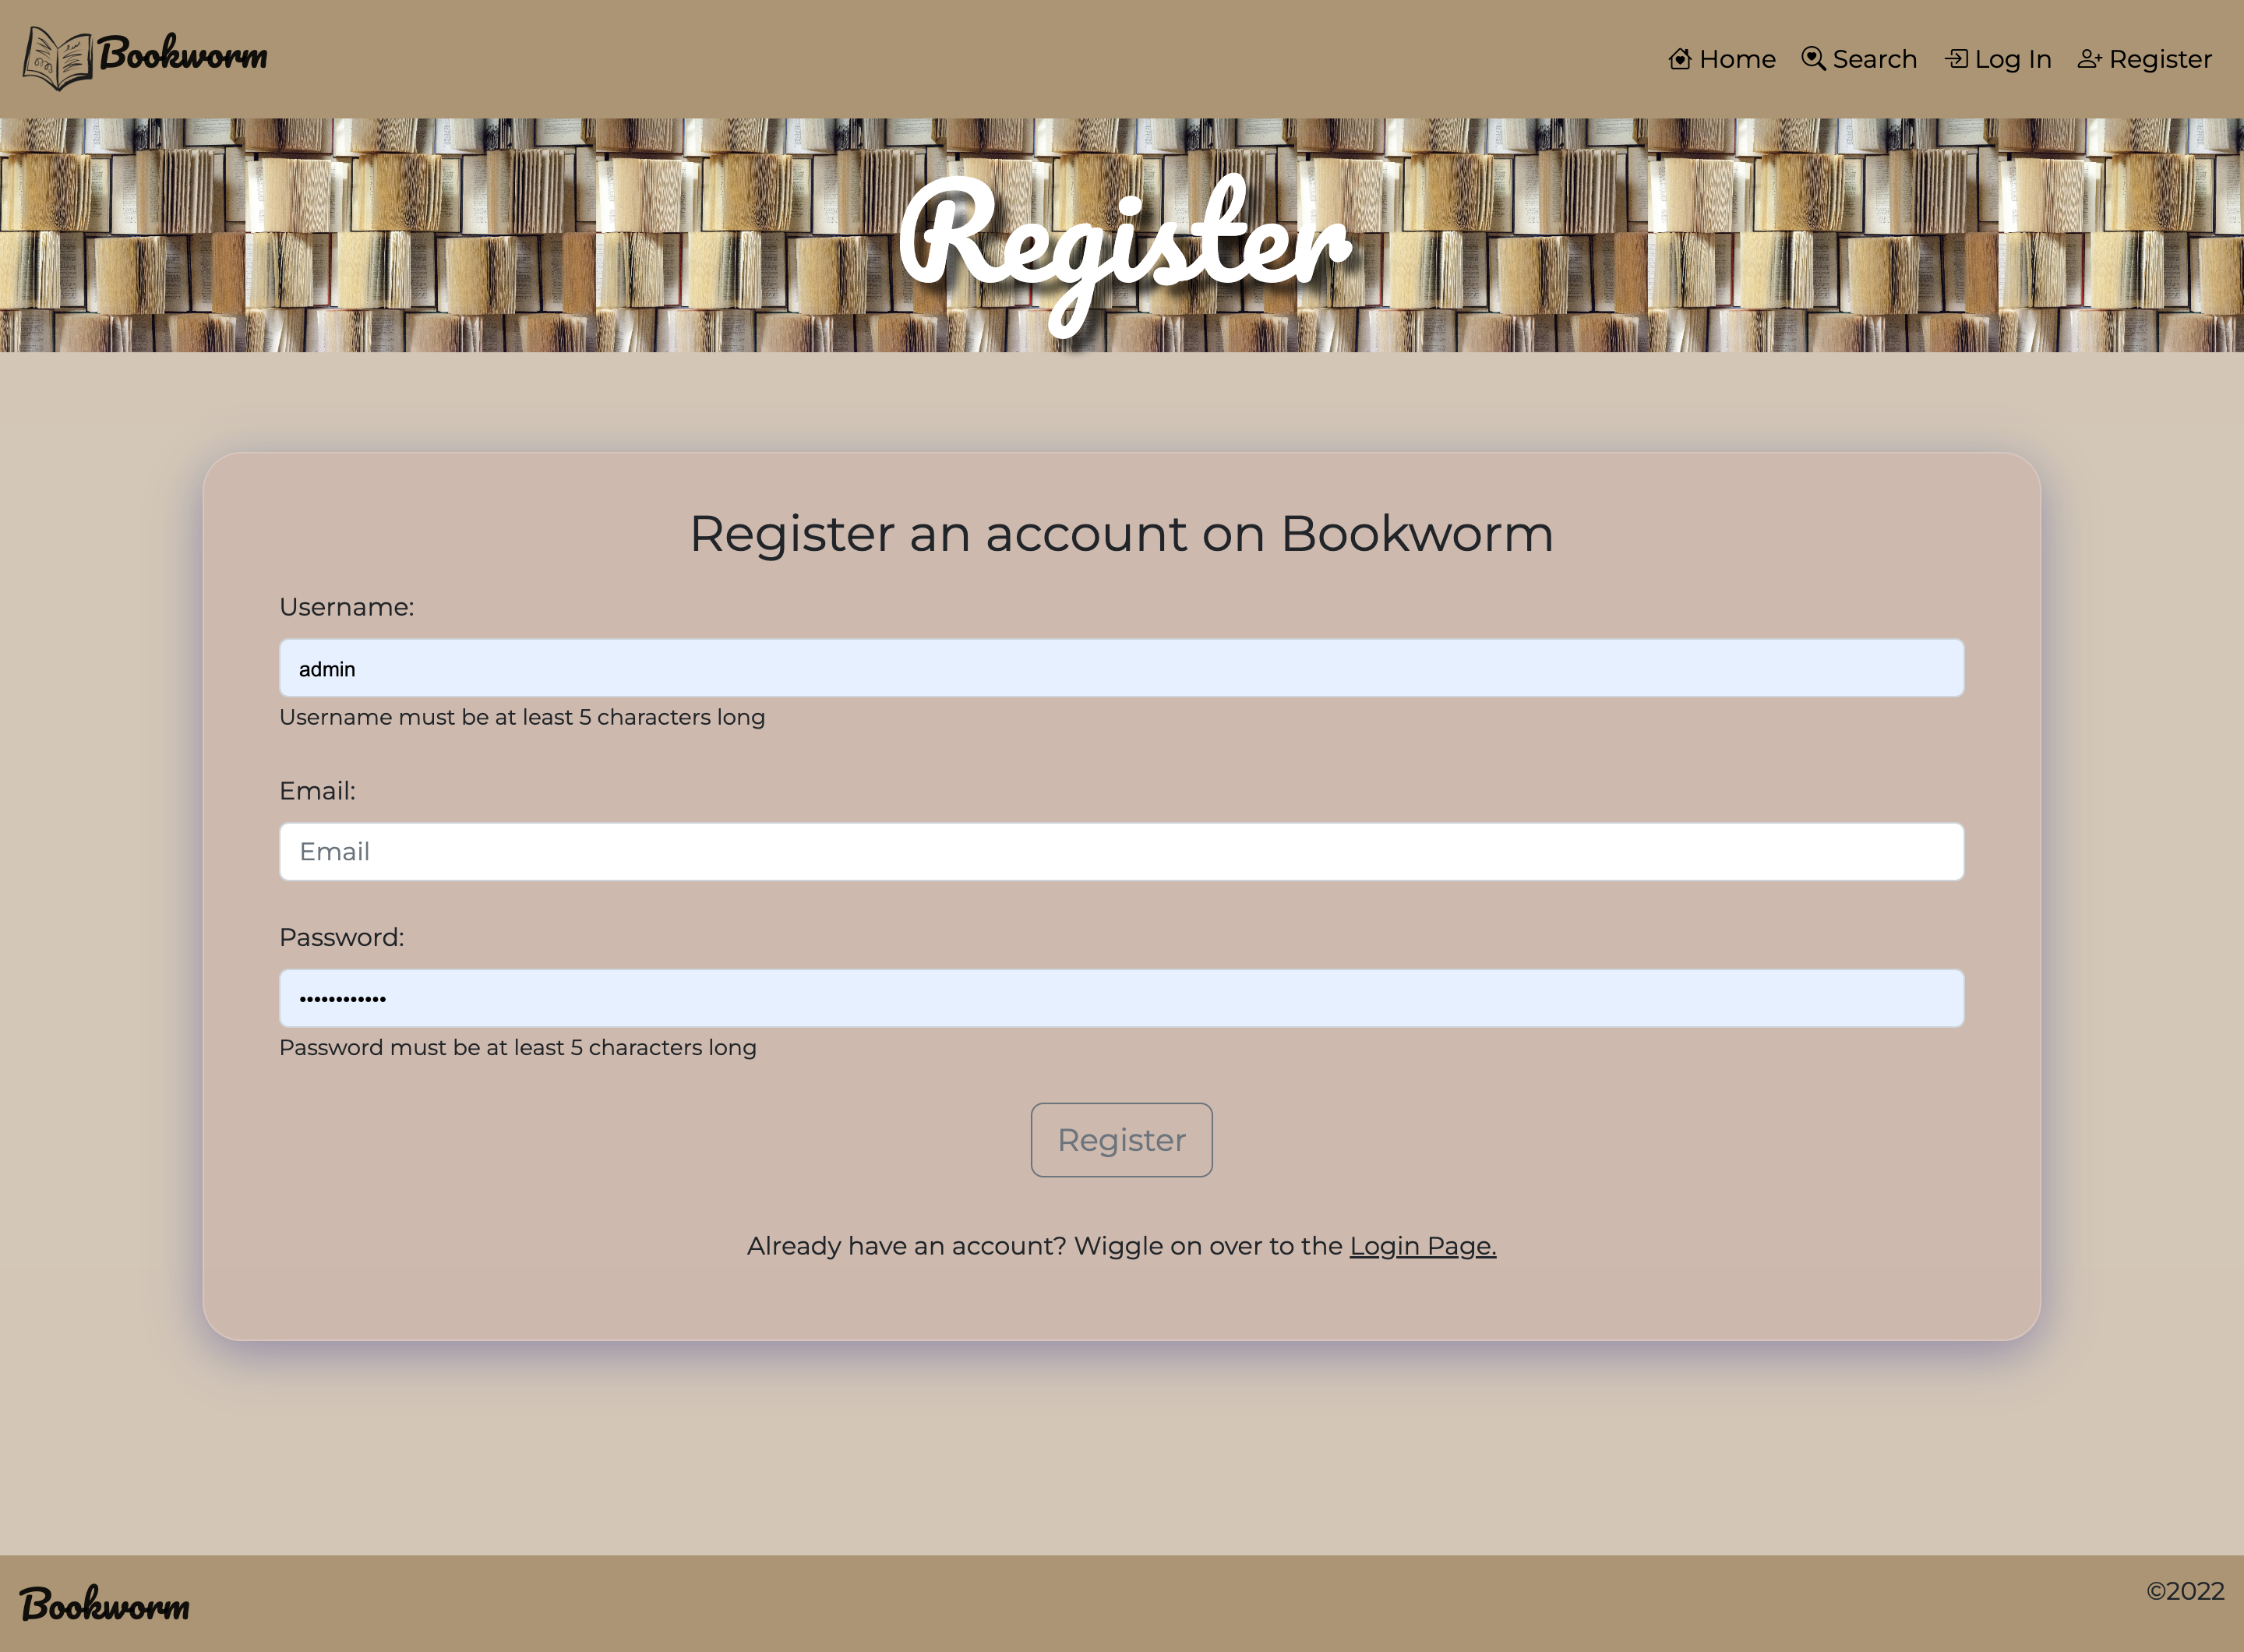 Bookworm
Home Search Log In Register
Register
Register an account on Bookworm
Username:
admin
Username must be at least 5 characters long
Email:
Email
Password:
••••••••••••
Password must be at least 5 characters long
Register
Already have an account? Wiggle on over to the Login Page.
Bookworm
©2022